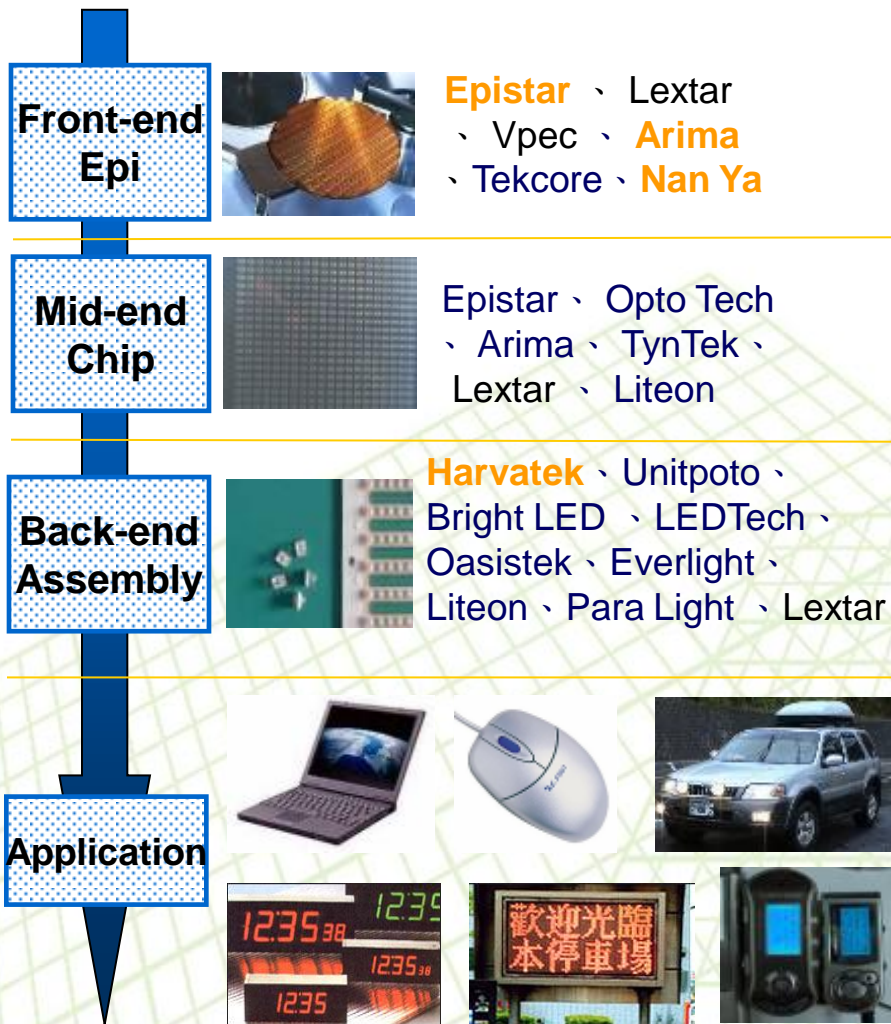 Front-end
Epi
Epistar 、 Lextar
、 Vpec 、 Arima
、Tekcore、Nan Ya
Mid-end
Chip
Epistar、 Opto Tech
、 Arima、 TynTek、
Lextar 、 Liteon
Back-end
Assembly
Harvatek、Unitpoto、
Bright LED 、LEDTech、
Oasistek、Everlight、
Liteon、Para Light 、Lextar
Application
12:35 38
12:35
12:35 38
12:35
歡迎光臨
本停車場